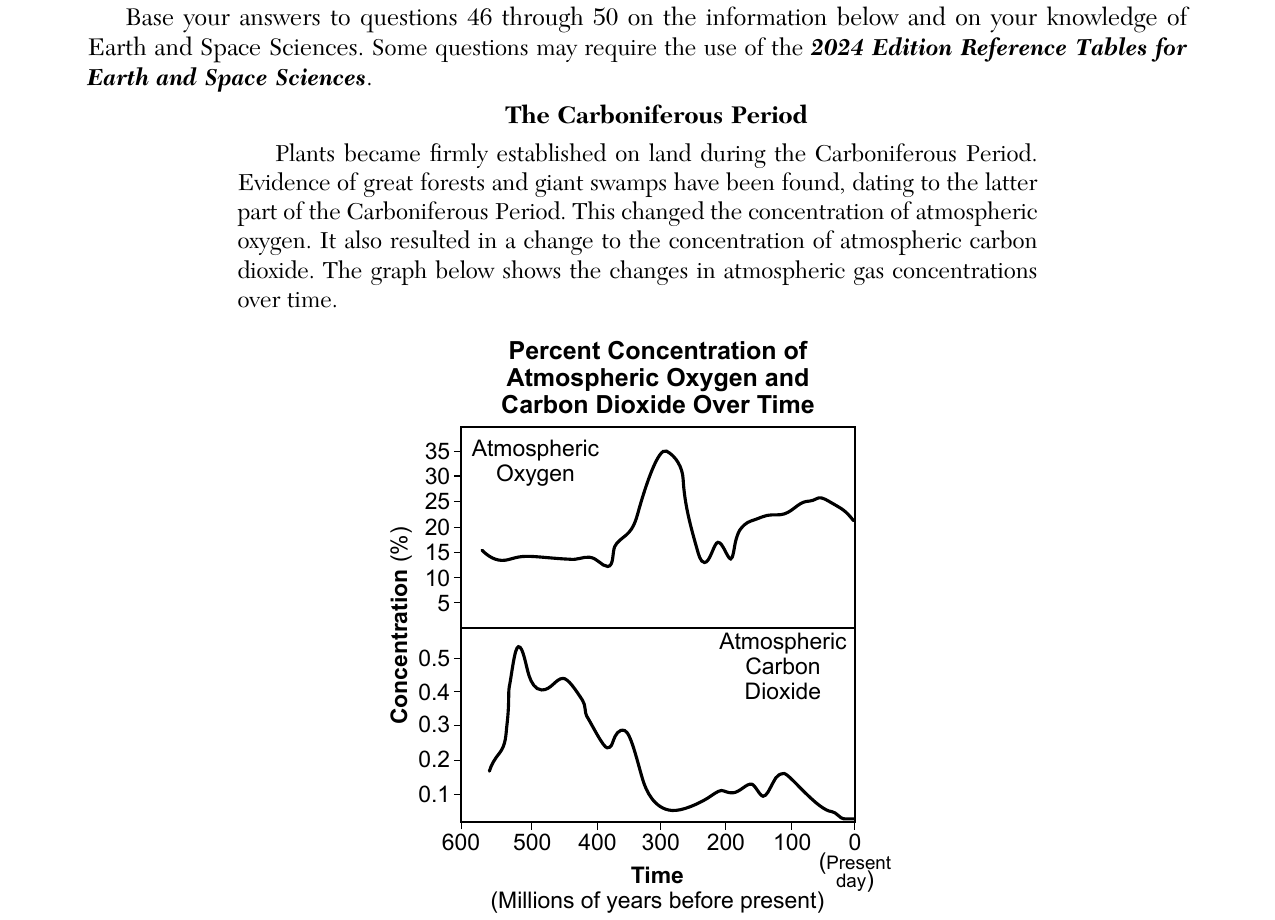 Base your answers to questions 46 through 50 on the information below and on your knowledge of
Earth and Space Sciences. Some questions may require the use of the 2024 Edition Reference Tables for
Earth and Space Sciences.
The Carboniferous Period
Plants became firmly established on land during the Carboniferous Period.
Evidence of great forests and giant swamps have been found, dating to the latter
part of the Carboniferous Period. This changed the concentration of atmospheric
oxygen. It also resulted in a change to the concentration of atmospheric carbon
dioxide. The graph below shows the changes in atmospheric gas concentrations
over time.
Percent Concentration of
Atmospheric Oxygen and
Carbon Dioxide Over Time
Concentration (%)
35
30
25
20
15
10
5
Atmospheric
Oxygen
0.5
0.4
0.3
0.2
0.1
Atmospheric
Carbon
Dioxide
600 500 400 300 200 100 0
(Present
day)
Time
(Millions of years before present)